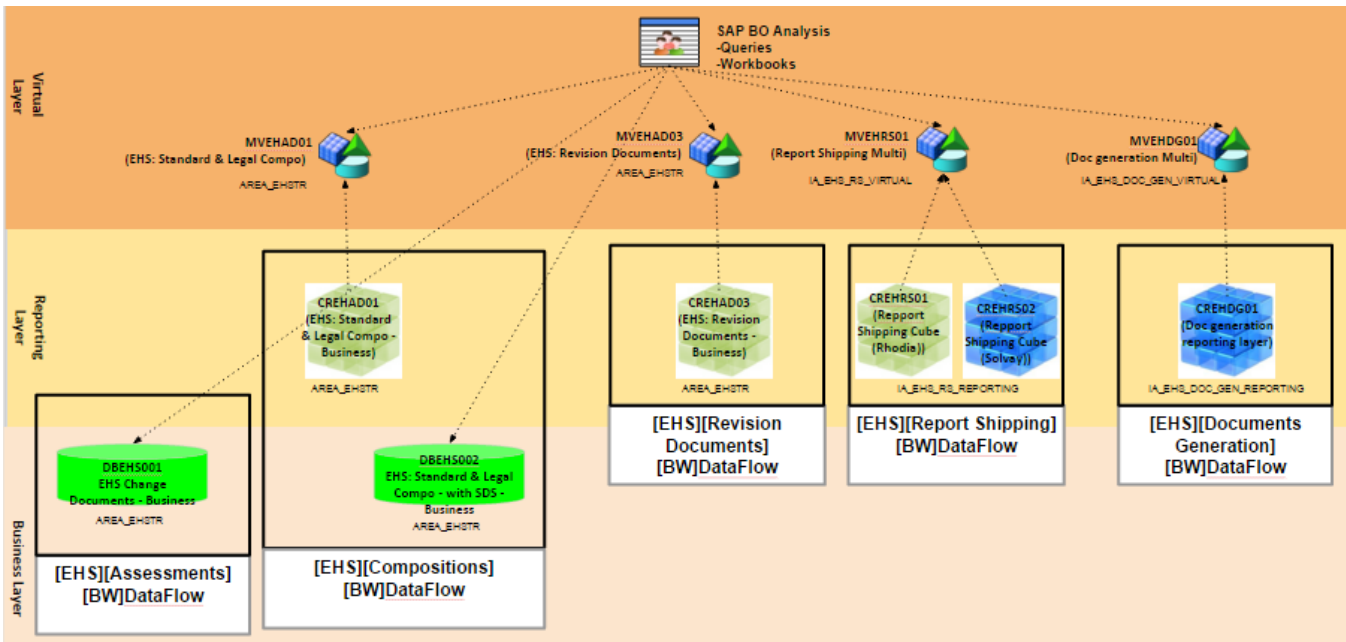 SAP BO Analysis
-Queries
-Workbooks
Virtual
Layer
MVEHAD01
(EHS: Standard & Legal Compo)
AREA_EHSTR
MVEHAD03
(EHS: Revision Documents)
AREA_EHSTR
MVEHRS01
(Report Shipping Multi)
IA_EHS_RS_VIRTUAL
MVEHDG01
(Doc generation Multi)
IA_EHS_DOC_GEN_VIRTUAL
Reporting
Layer
CREHAD01
(EHS: Standard
& Legal Compo -
Business)
AREA_EHSTR
CREHAD03
(EHS: Revision
Documents -
Business)
AREA_EHSTR
CREHRS01
(Repport
Shipping Cube
(Rhodia))
CREHRS02
(Repport
Shipping Cube
(Solvay))
IA_EHS_RS_REPORTING
CREHDG01
(Doc generation
reporting layer)
IA_EHS_DOC_GEN_REPORTING
[EHS][Revision
Documents]
[BW]DataFlow
[EHS][Report Shipping]
[BW]DataFlow
[EHS][Documents
Generation]
[BW]DataFlow
Business Layer
DBEHS001
EHS Change
Documents - Business
AREA_EHSTR
DBEHS002
EHS: Standard & Legal
Compo - with SDS -
Business
AREA_EHSTR
[EHS][Assessments]
[BW]DataFlow
[EHS][Compositions]
[BW]DataFlow